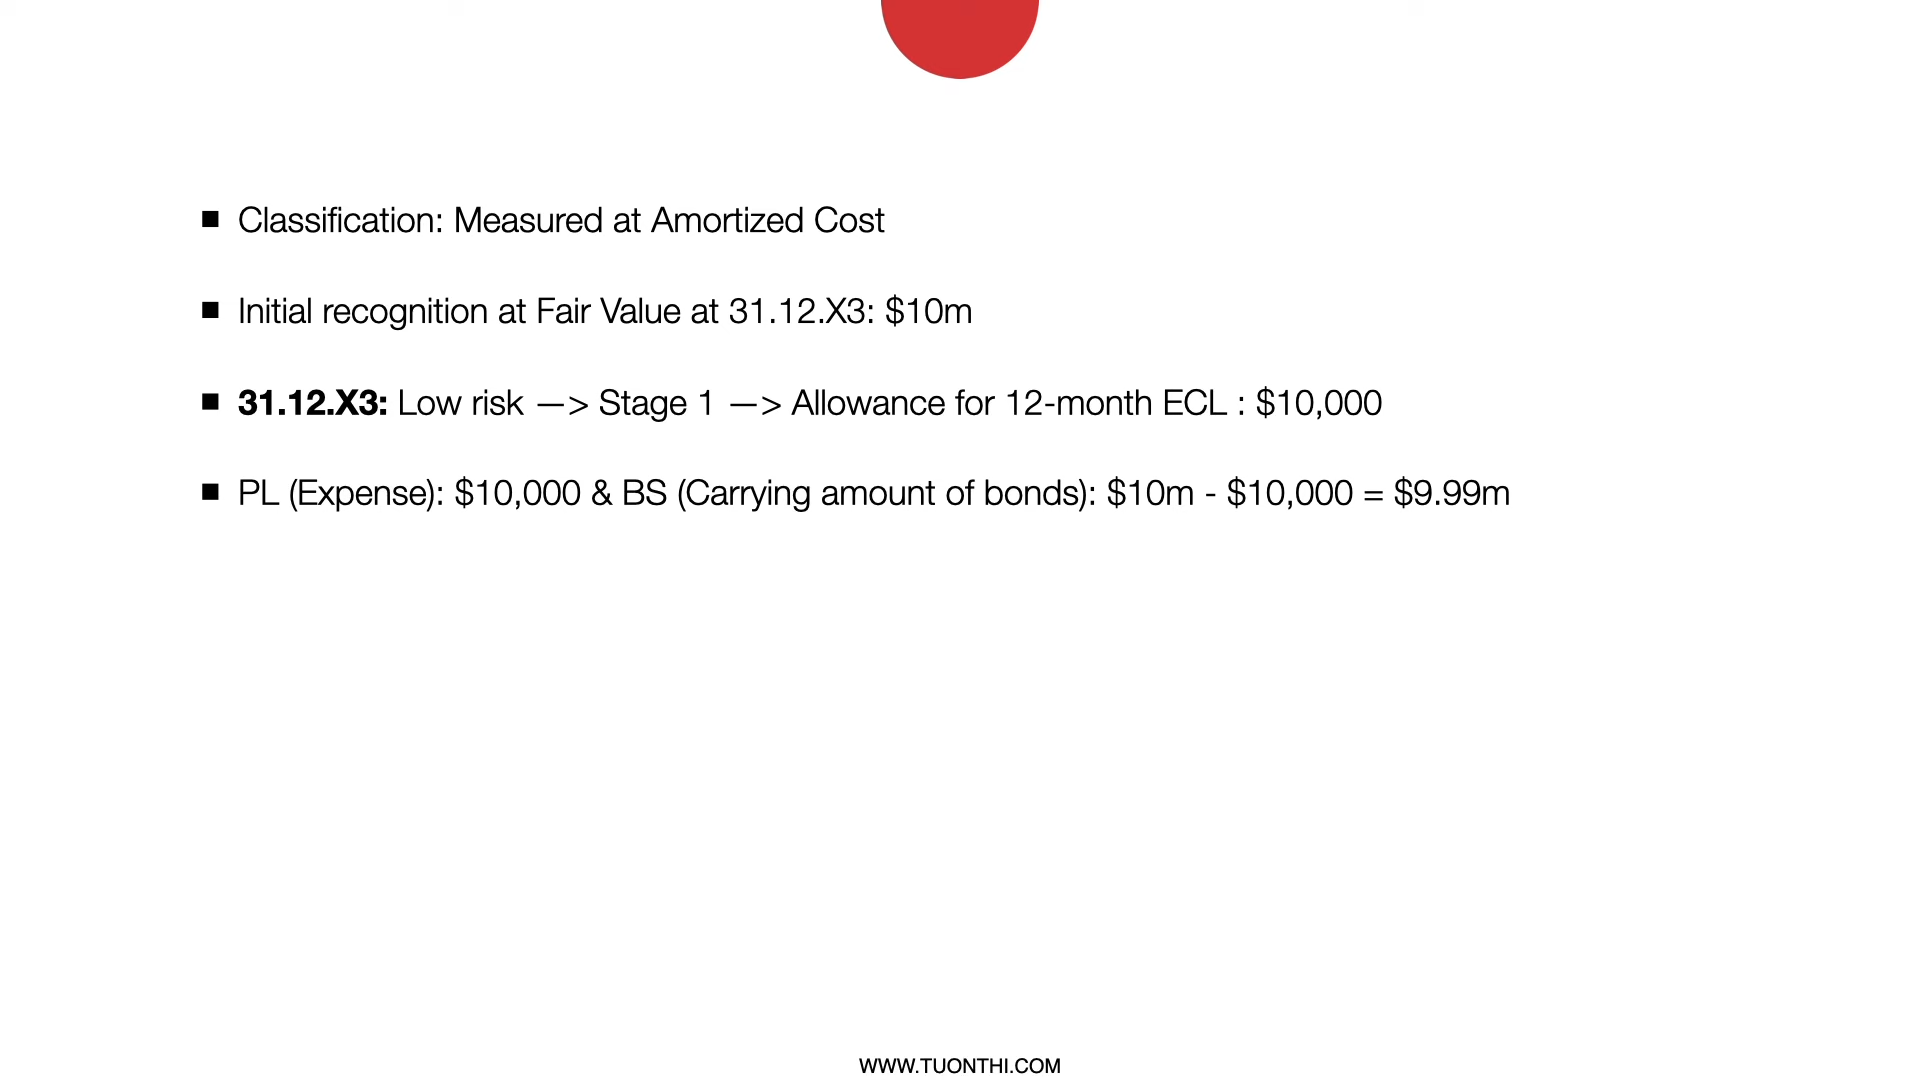 ■ Classification: Measured at Amortized Cost
■ Initial recognition at Fair Value at 31.12.X3: $10m
■ 31.12.X3: Low risk —> Stage 1 —> Allowance for 12-month ECL : $10,000
■ PL (Expense): $10,000 & BS (Carrying amount of bonds): $10m - $10,000 = $9.99m
WWW.TUONTHI.COM